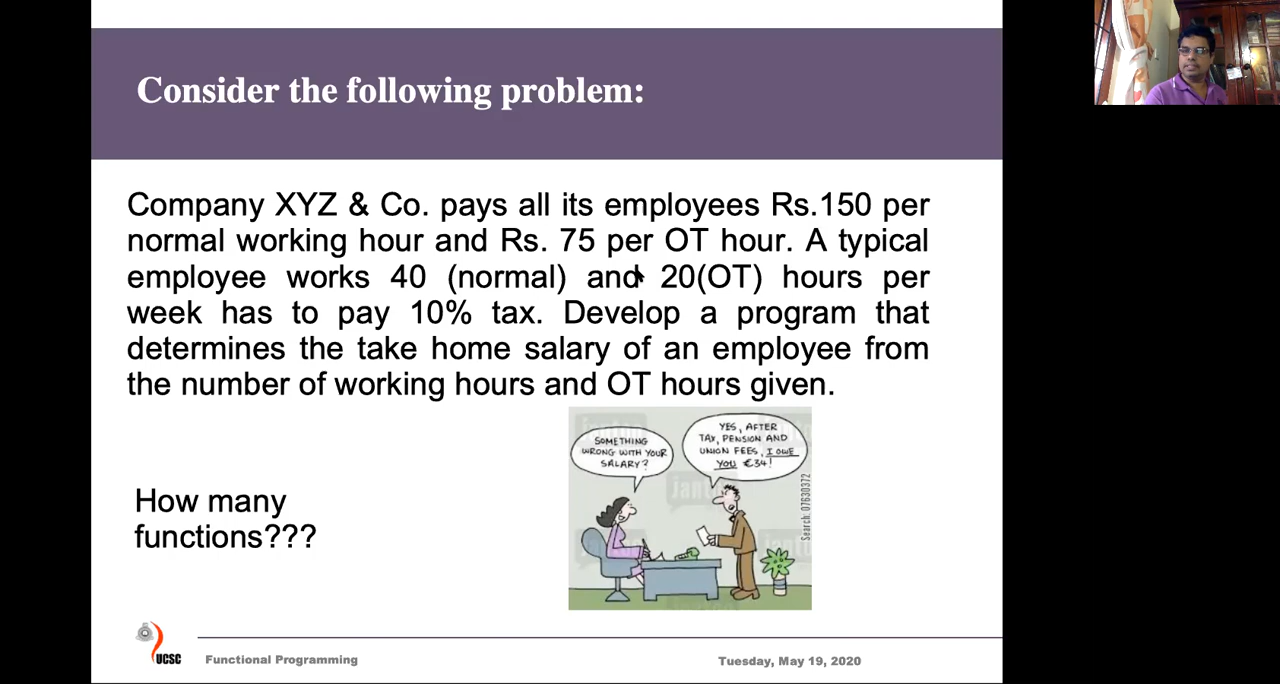 Consider the following problem:
Company XYZ & Co. pays all its employees Rs.150 per
normal working hour and Rs. 75 per OT hour. A typical
employee works 40 (normal) and 20(OT) hours per
week has to pay 10% tax. Develop a program that
determines the take home salary of an employee from
the number of working hours and OT hours given.
SOMETHING
WRONG WITH YOUR
SALARY?
YES, AFTER
TAX, PENSION AND
UNION FEES, I OWE
YOU €34!
Search: 07630372
How many
functions???
UCSC
Functional Programming
Tuesday, May 19, 2020